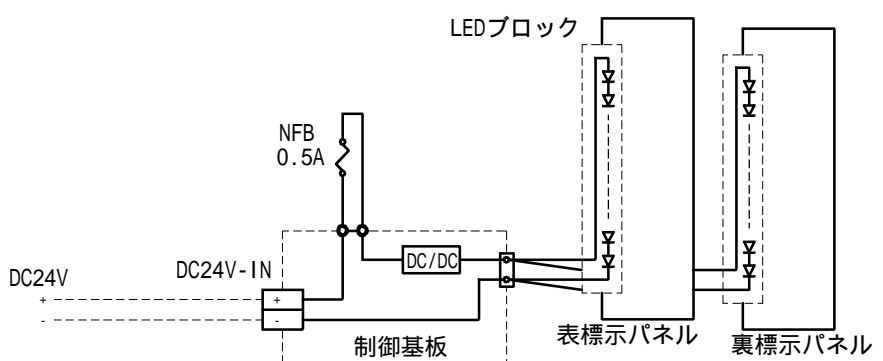 LEDブロック
NFB
0.5A
DC/DC
DC24V
DC24V-IN
+
-
+
-
制御基板
表標示パネル
裏標示パネル